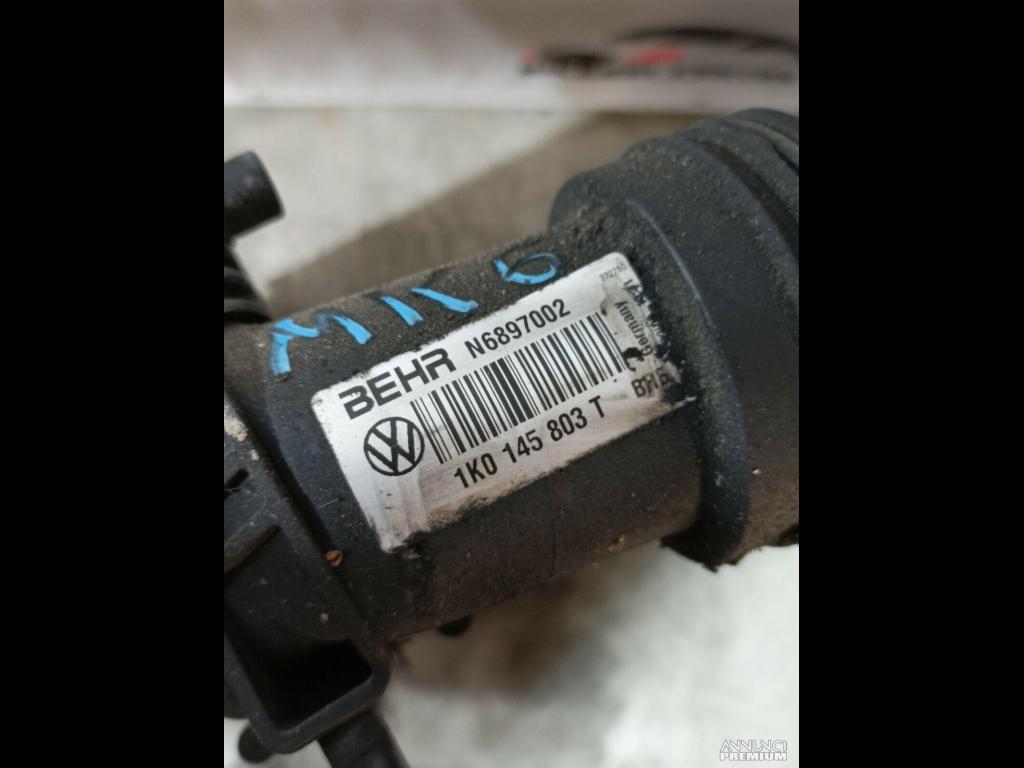 M116
BEHR N6897002
1K0 145 803 T
Germany
ANNUNCI
PREMIUM